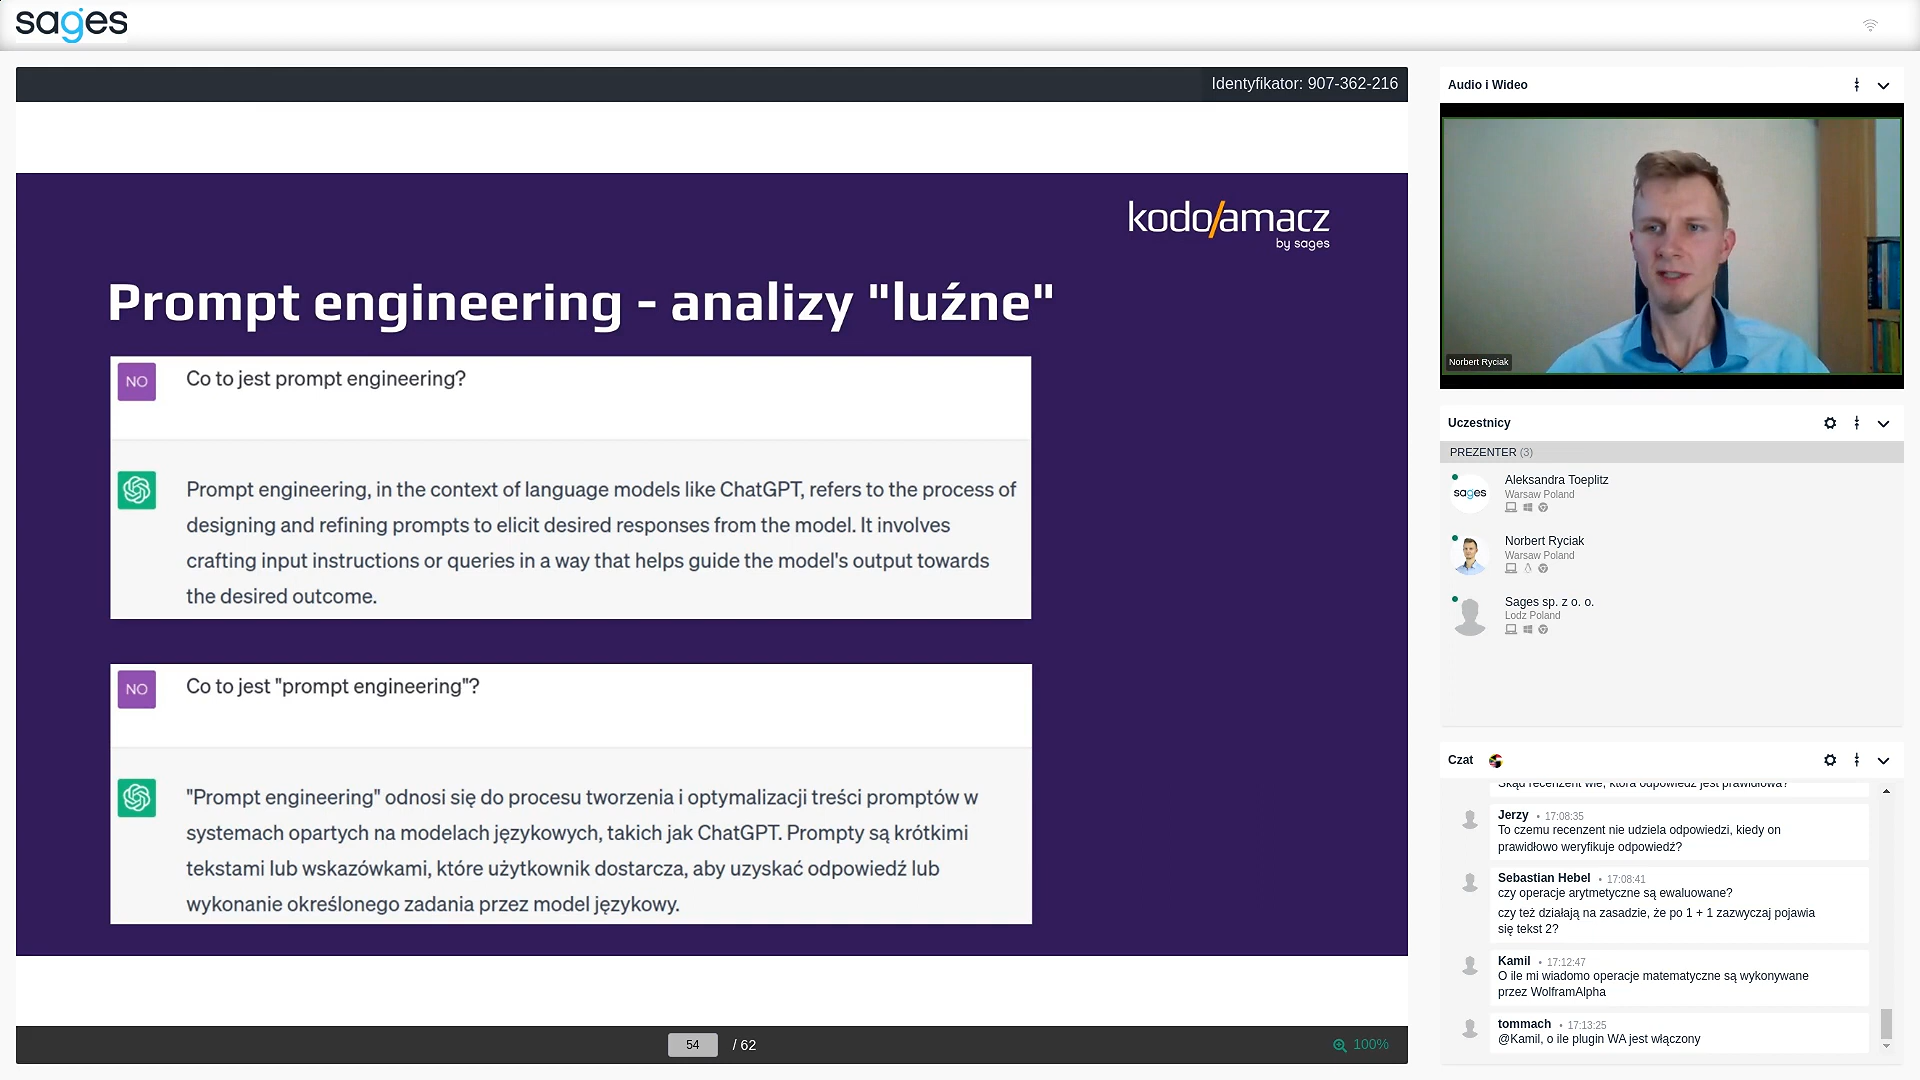 sages
Identyfikator: 907-362-216
kodo/amacz
by sages
Prompt engineering - analizy "luźne"
NO
Co to jest prompt engineering?
Prompt engineering, in the context of language models like ChatGPT, refers to the process of
designing and refining prompts to elicit desired responses from the model. It involves
crafting input instructions or queries in a way that helps guide the model's output towards
the desired outcome.
NO
Co to jest "prompt engineering"?
"Prompt engineering" odnosi się do procesu tworzenia i optymalizacji treści promptów w
systemach opartych na modelach językowych, takich jak ChatGPT. Prompty są krótkimi
tekstami lub wskazówkami, które użytkownik dostarcza, aby uzyskać odpowiedź lub
wykonanie określonego zadania przez model językowy.
54 / 62
100%
Audio i Wideo
Norbert Ryciak
Uczestnicy
PREZENTER (3)
sages
Aleksandra Toeplitz
Warsaw Poland
Norbert Ryciak
Warsaw Poland
Sages sp. z o. o.
Lodz Poland
Czat
Skąd recenzent wie, która odpowiedź jest prawidłowa?
Jerzy • 17:08:35
To czemu recenzent nie udziela odpowiedzi, kiedy on
prawidłowo weryfikuje odpowiedź?
Sebastian Hebel • 17:08:41
czy operacje arytmetyczne są ewaluowane?
czy też działają na zasadzie, że po 1 + 1 zazwyczaj pojawia
się tekst 2?
Kamil • 17:12:47
O ile mi wiadomo operacje matematyczne są wykonywane
przez WolframAlpha
tommach • 17:13:25
@Kamil, o ile plugin WA jest włączony